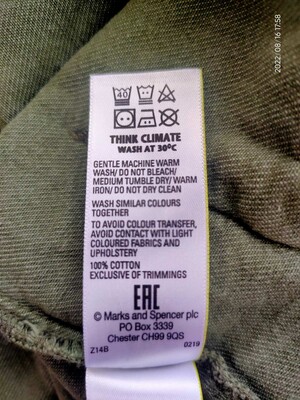 2022/08/16 17:58
40
THINK CLIMATE
WASH AT 30°C
GENTLE MACHINE WARM
WASH/ DO NOT BLEACH/
MEDIUM TUMBLE DRY/ WARM
IRON/ DO NOT DRY CLEAN
WASH SIMILAR COLOURS
TOGETHER
TO AVOID COLOUR TRANSFER,
AVOID CONTACT WITH LIGHT
COLOURED FABRICS AND
UPHOLSTERY
100% COTTON
EXCLUSIVE OF TRIMMINGS
EAC
© Marks and Spencer plc
PO Box 3339
Chester CH99 9QS
Z14B 0219